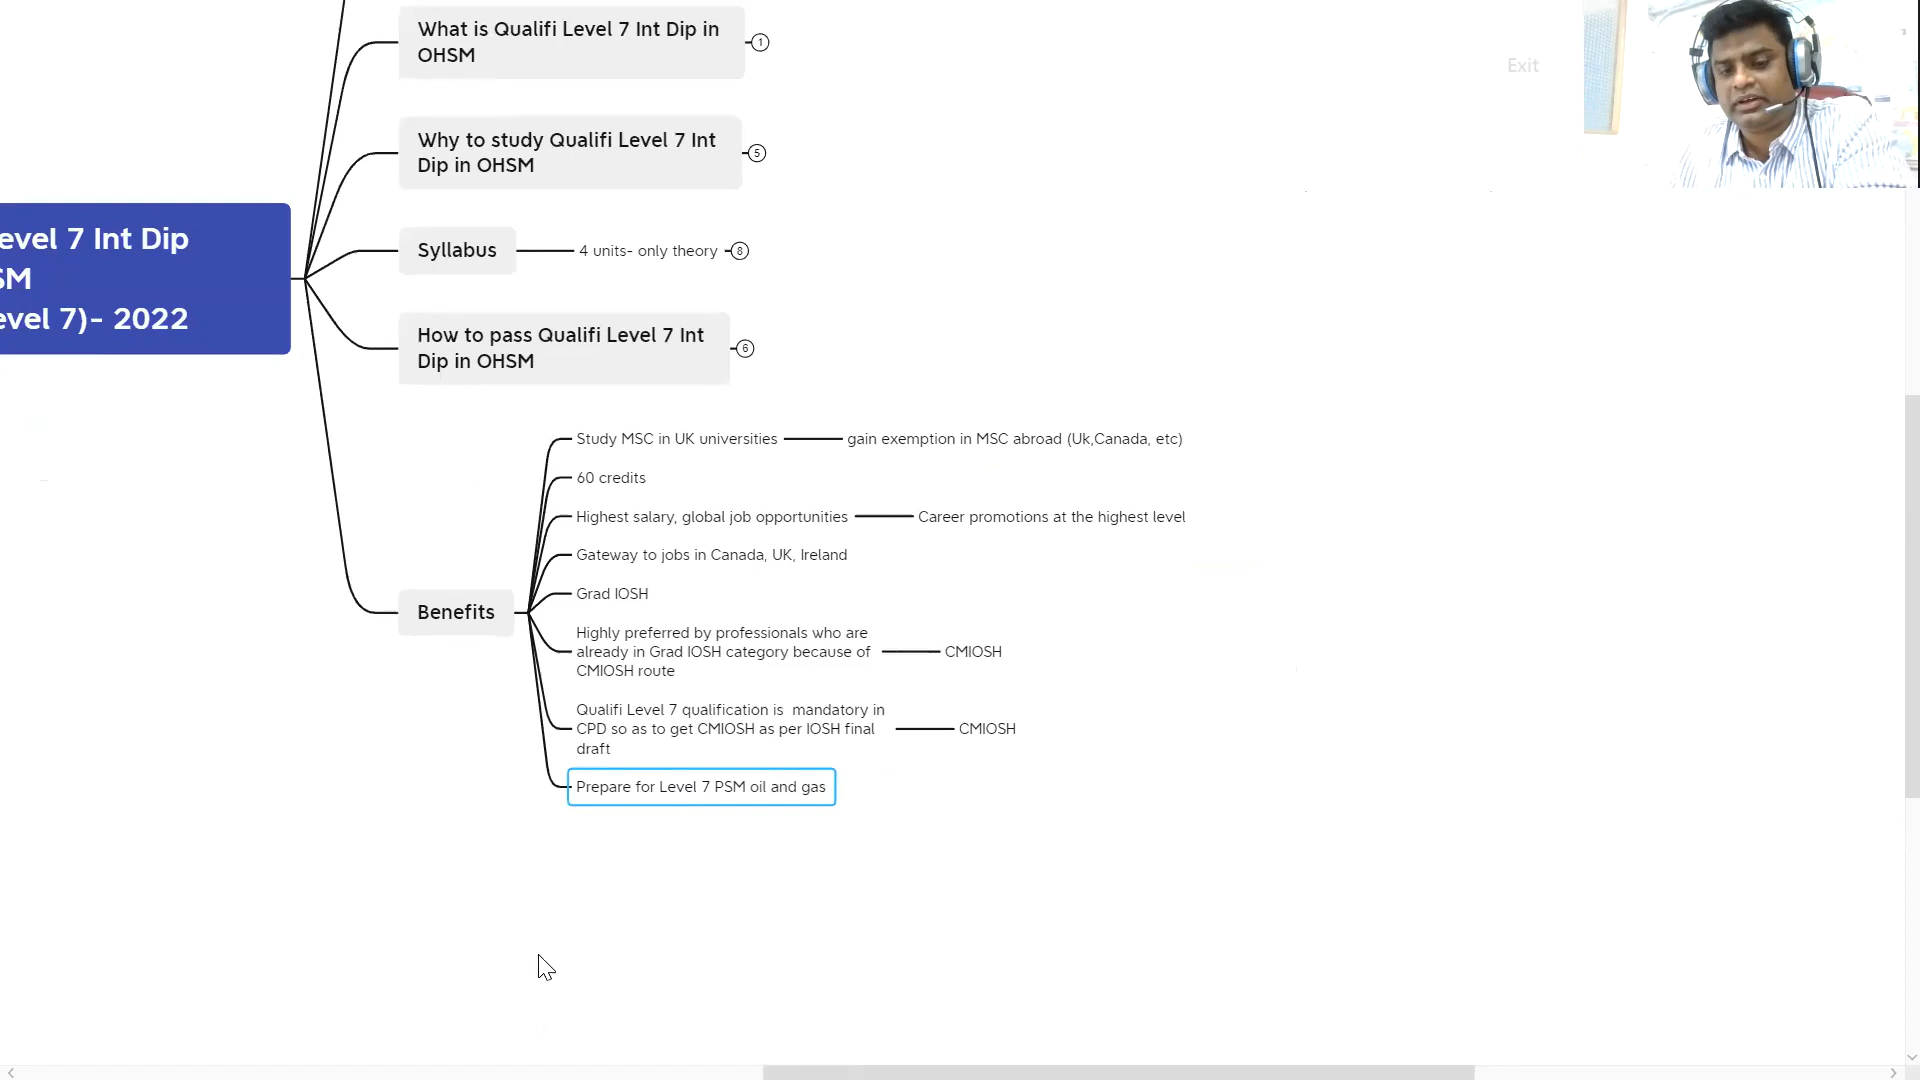 What is Qualifi Level 7 Int Dip in
OHSM
1
Exit
Why to study Qualifi Level 7 Int
Dip in OHSM
5
evel 7 Int Dip
SM
evel 7)- 2022
Syllabus
4 units- only theory
8
How to pass Qualifi Level 7 Int
Dip in OHSM
6
Study MSC in UK universities
gain exemption in MSC abroad (Uk,Canada, etc)
60 credits
Highest salary, global job opportunities
Career promotions at the highest level
Gateway to jobs in Canada, UK, Ireland
Grad IOSH
Benefits
Highly preferred by professionals who are
already in Grad IOSH category because of
CMIOSH route
CMIOSH
Qualifi Level 7 qualification is  mandatory in
CPD so as to get CMIOSH as per IOSH final
draft
CMIOSH
Prepare for Level 7 PSM oil and gas